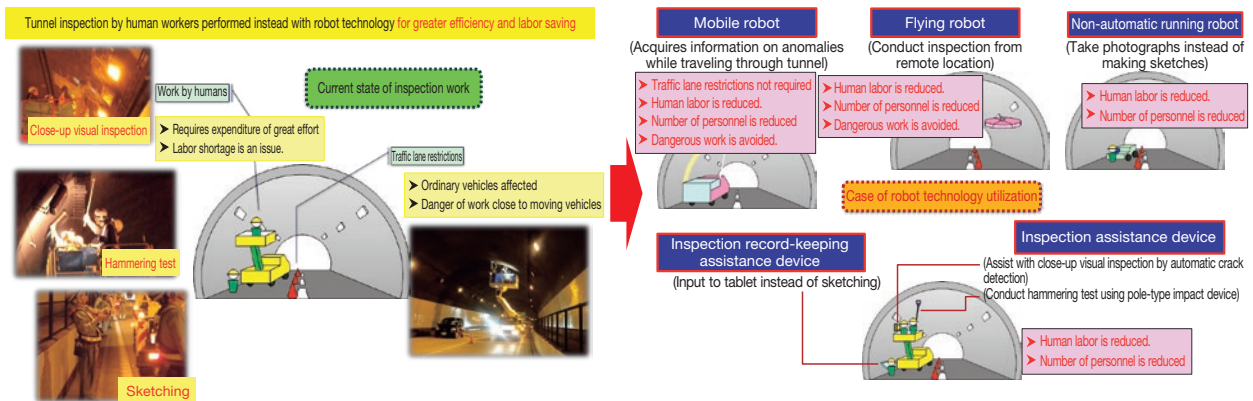 Tunnel inspection by human workers performed instead with robot technology for greater efficiency and labor saving
Close-up visual inspection
Work by humans
Current state of inspection work
➤ Requires expenditure of great effort
➤ Labor shortage is an issue.
Traffic lane restrictions
➤ Ordinary vehicles affected
➤ Danger of work close to moving vehicles
Hammering test
Sketching
Mobile robot
(Acquires information on anomalies
while traveling through tunnel)
➤ Traffic lane restrictions not required
➤ Human labor is reduced.
➤ Number of personnel is reduced
➤ Dangerous work is avoided.
Flying robot
(Conduct inspection from
remote location)
➤ Human labor is reduced.
➤ Number of personnel is reduced
➤ Dangerous work is avoided.
Non-automatic running robot
(Take photographs instead of
making sketches)
➤ Human labor is reduced.
➤ Number of personnel is reduced
Case of robot technology utilization
Inspection record-keeping
assistance device
(Input to tablet instead of sketching)
Inspection assistance device
(Assist with close-up visual inspection by automatic crack
detection)
(Conduct hammering test using pole-type impact device)
➤ Human labor is reduced.
➤ Number of personnel is reduced